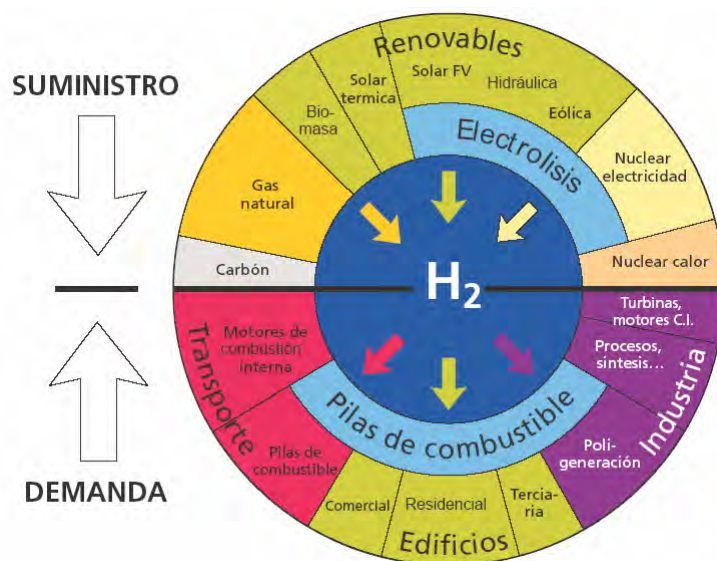 SUMINISTRO
Renovables
Solar FV
Hidráulica
Eólica
Solar
termica
Bio-
masa
Electrolisis
Nuclear
electricidad
Gas
natural
Nuclear calor
Carbón
H2
Turbinas,
motores C.I.
Motores de
combustión
interna
Procesos,
sintesis...
Transporte
Industria
Pilas de combustible
Pilas de
combustible
Poli-
generación
Comercial
Residencial
Tercia-
ria
Edificios
DEMANDA